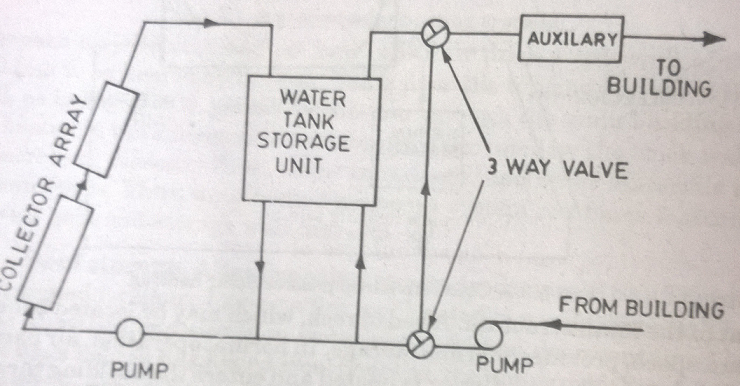 AUXILARY
TO
BUILDING
WATER
TANK
STORAGE
UNIT
COLLECTOR ARRAY
3 WAY VALVE
FROM BUILDING
PUMP
PUMP